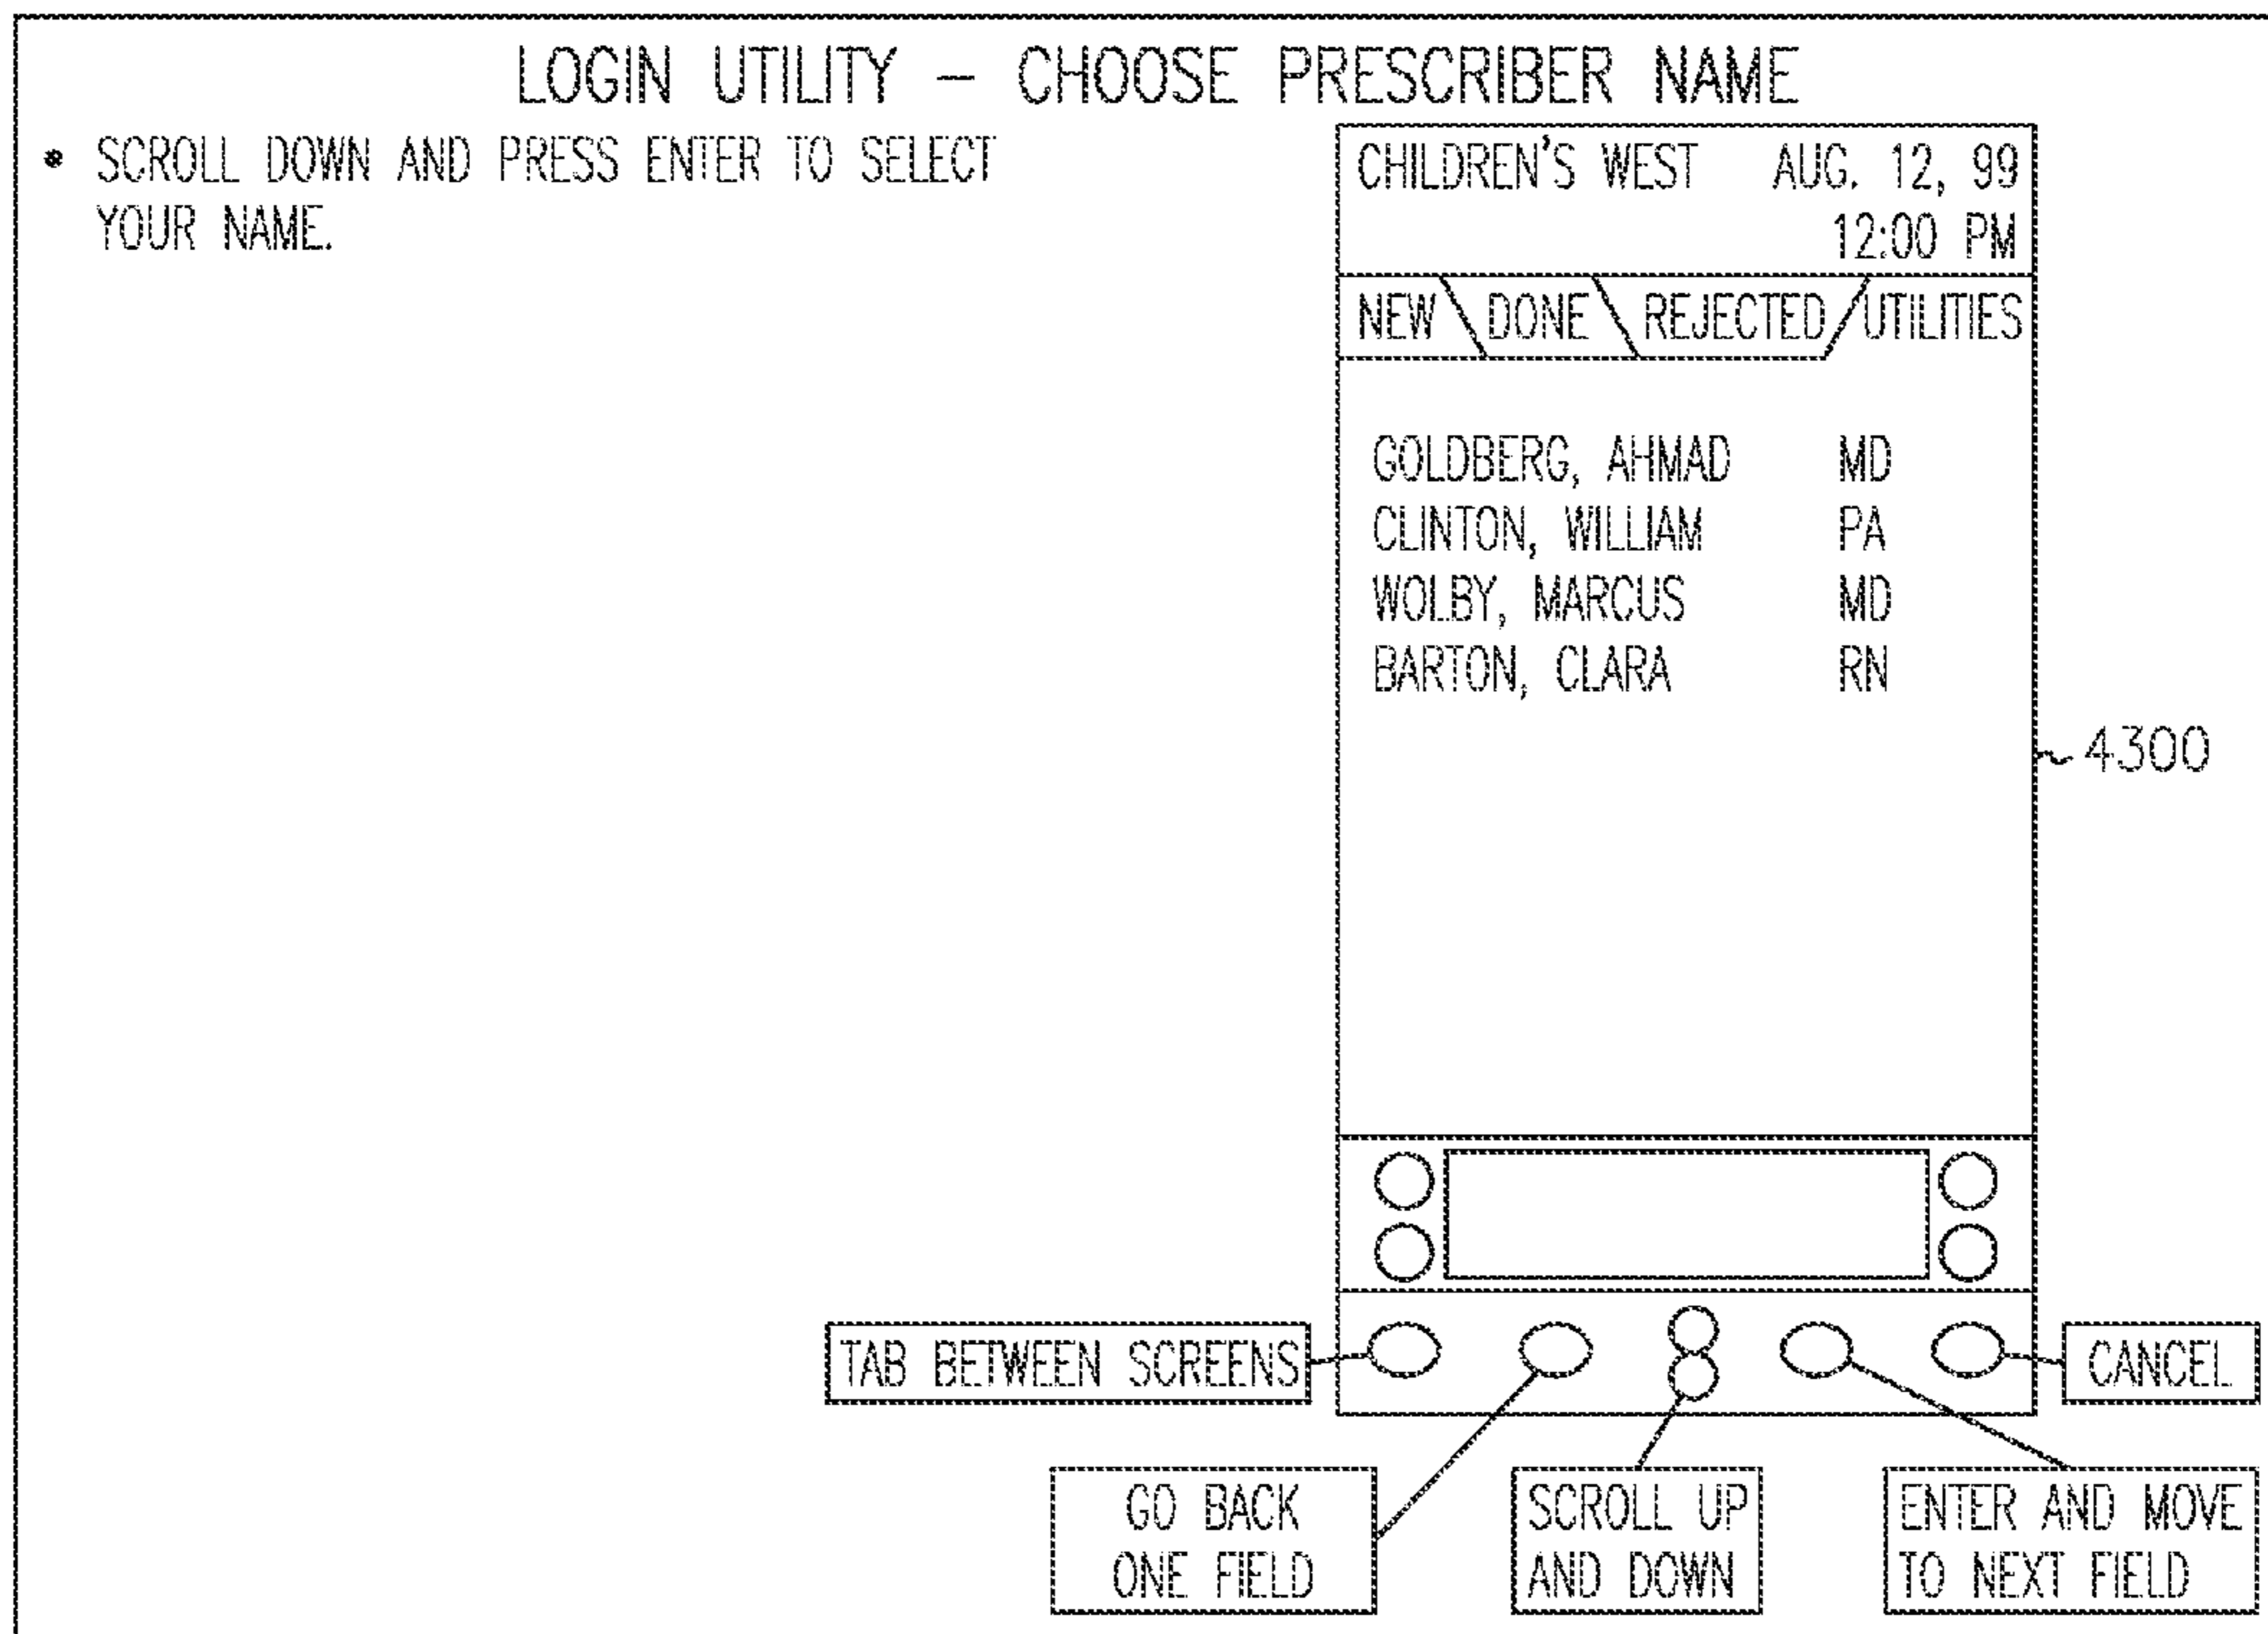 LOGIN UTILITY – CHOOSE PRESCRIBER NAME
• SCROLL DOWN AND PRESS ENTER TO SELECT
YOUR NAME.
CHILDREN'S WEST AUG. 12, 99
12:00 PM
NEW DONE REJECTED UTILITIES
GOLDBERG, AHMAD MD
CLINTON, WILLIAM PA
WOLBY, MARCUS MD
BARTON, CLARA RN
4300
TAB BETWEEN SCREENS
CANCEL
GO BACK
ONE FIELD
SCROLL UP
AND DOWN
ENTER AND MOVE
TO NEXT FIELD